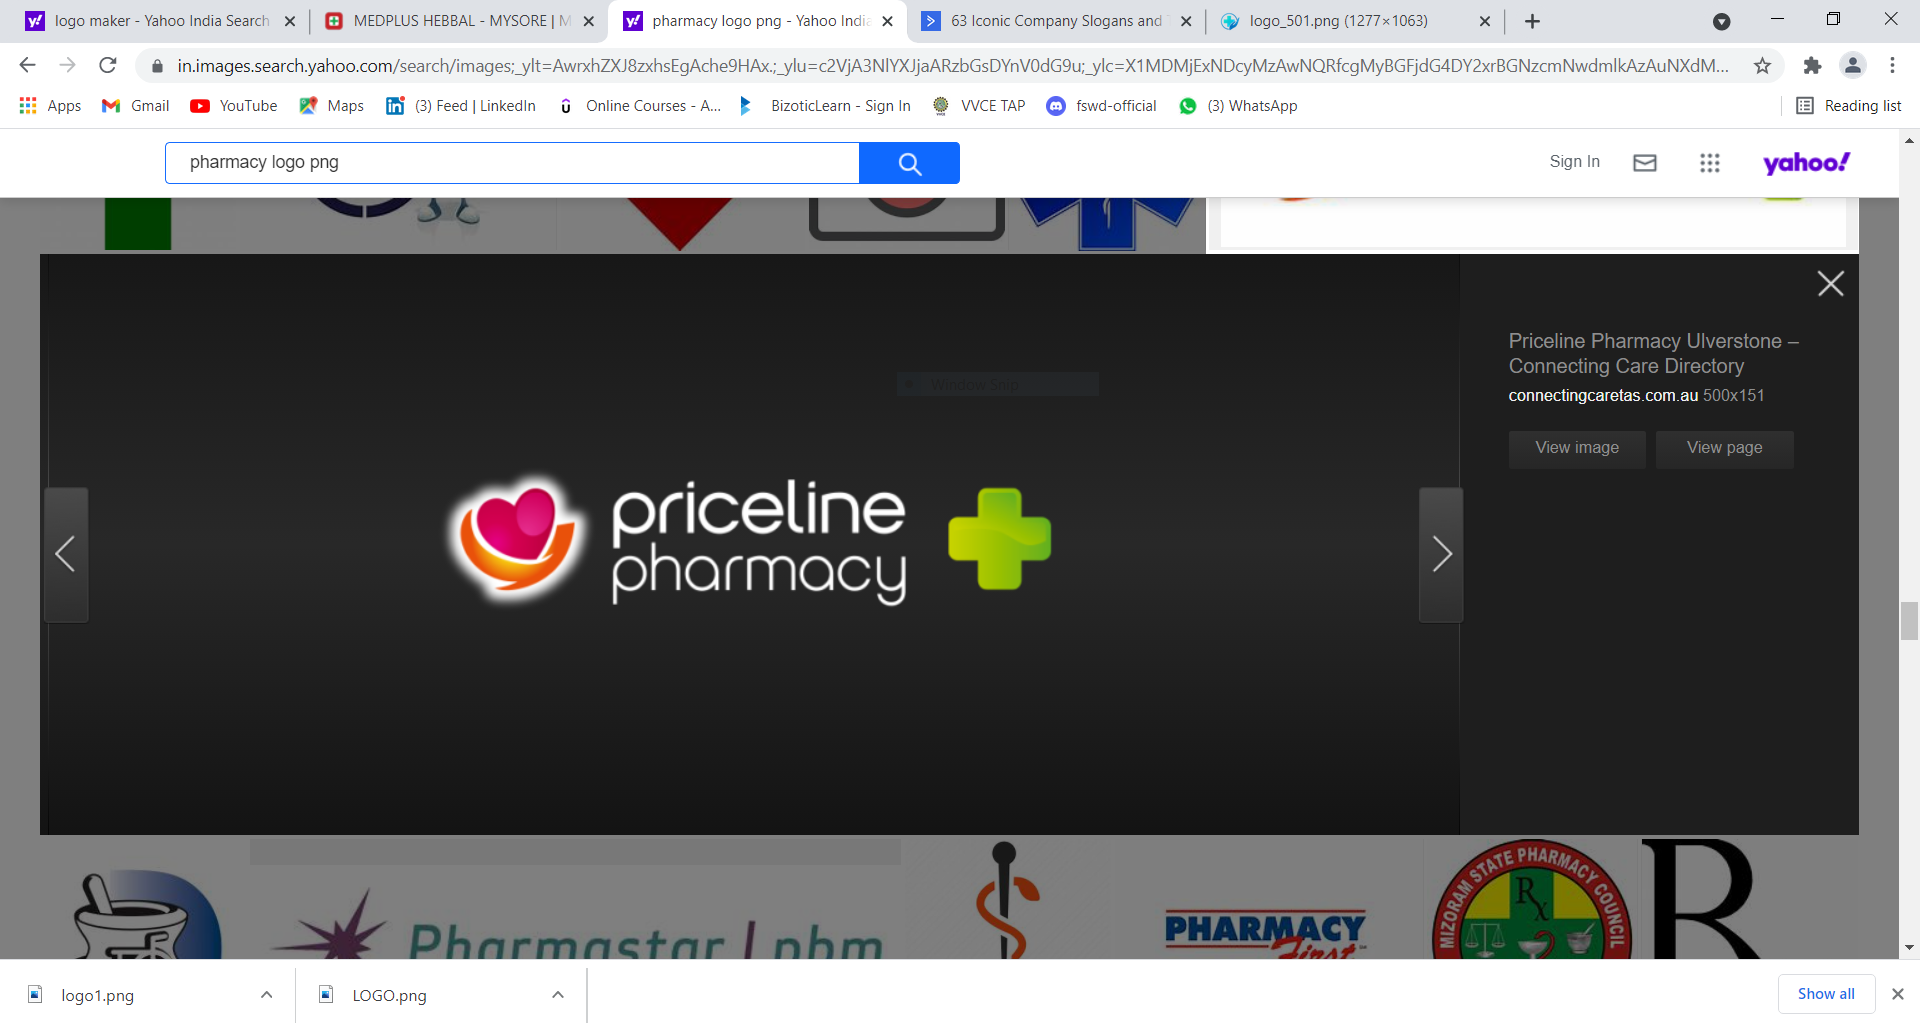 logo maker - Yahoo India Search
MEDPLUS HEBBAL - MYSORE | M
pharmacy logo png - Yahoo India
63 Iconic Company Slogans and T
logo_501.png (1277×1063)
in.images.search.yahoo.com/search/images;_ylt=AwrxhZXJ8zxhsEgAche9HAx.;_ylu=c2VjA3NlYXJjaARzbGsDYnV0dG9u;_ylc=X1MDMjExNDcyMzAwNQRfcgMyBGFjdG4DY2xrBGNzcmNwdmlkAzAuNXdM...
Apps
Gmail
YouTube
Maps
(3) Feed | LinkedIn
Online Courses - A...
BizoticLearn - Sign In
VVCE TAP
fswd-official
(3) WhatsApp
Reading list
pharmacy logo png
Sign In
yahoo!
Priceline Pharmacy Ulverstone –
Connecting Care Directory
connectingcaretas.com.au 500x151
Window Snip
View image
View page
priceline
pharmacy
Pharmastar | pbm
PHARMACY
First
MIZORAM STATE PHARMACY COUNCIL
Rx
R
logo1.png
LOGO.png
Show all